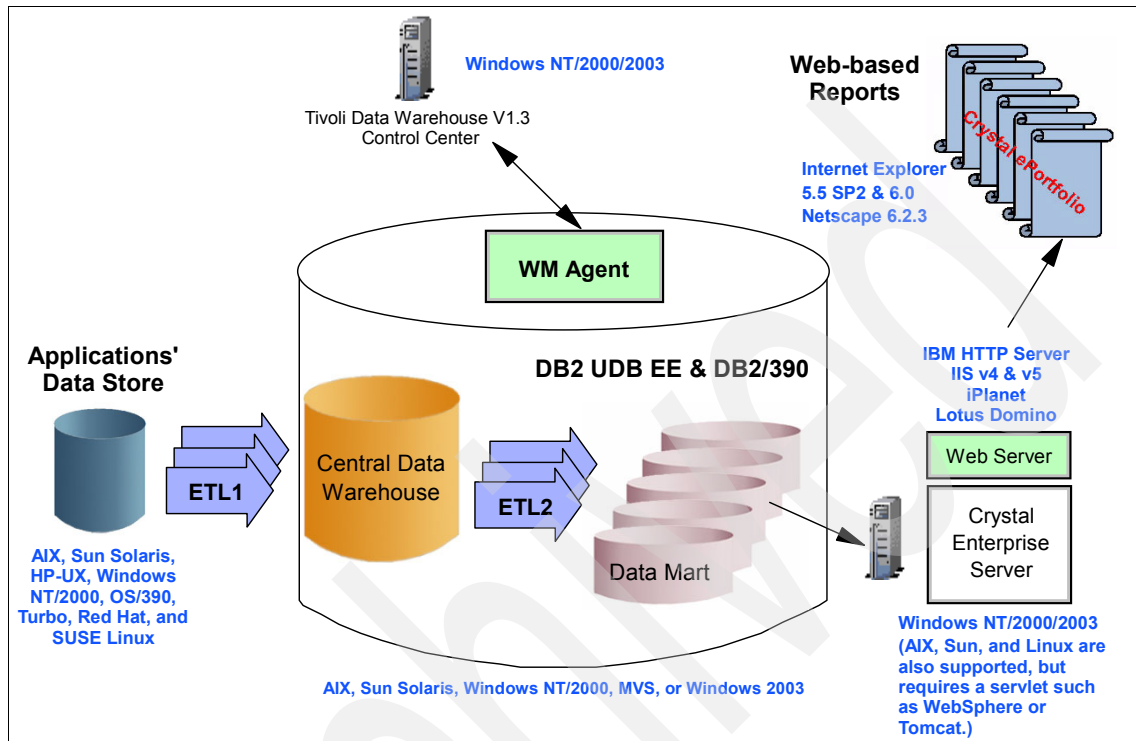 Windows NT/2000/2003
Tivoli Data Warehouse V1.3
Control Center
Web-based
Reports
Crystal ePortfolio
Internet Explorer
5.5 SP2 & 6.0
Netscape 6.2.3
WM Agent
Applications'
Data Store
DB2 UDB EE & DB2/390
IBM HTTP Server
IIS v4 & v5
iPlanet
Lotus Domino
ETL1
Central Data
Warehouse
ETL2
Data Mart
Web Server
Crystal
Enterprise
Server
AIX, Sun Solaris,
HP-UX, Windows
NT/2000, OS/390,
Turbo, Red Hat, and
SUSE Linux
AIX, Sun Solaris, Windows NT/2000, MVS, or Windows 2003
Windows NT/2000/2003
(AIX, Sun, and Linux are
also supported, but
requires a servlet such
as WebSphere or
Tomcat.)